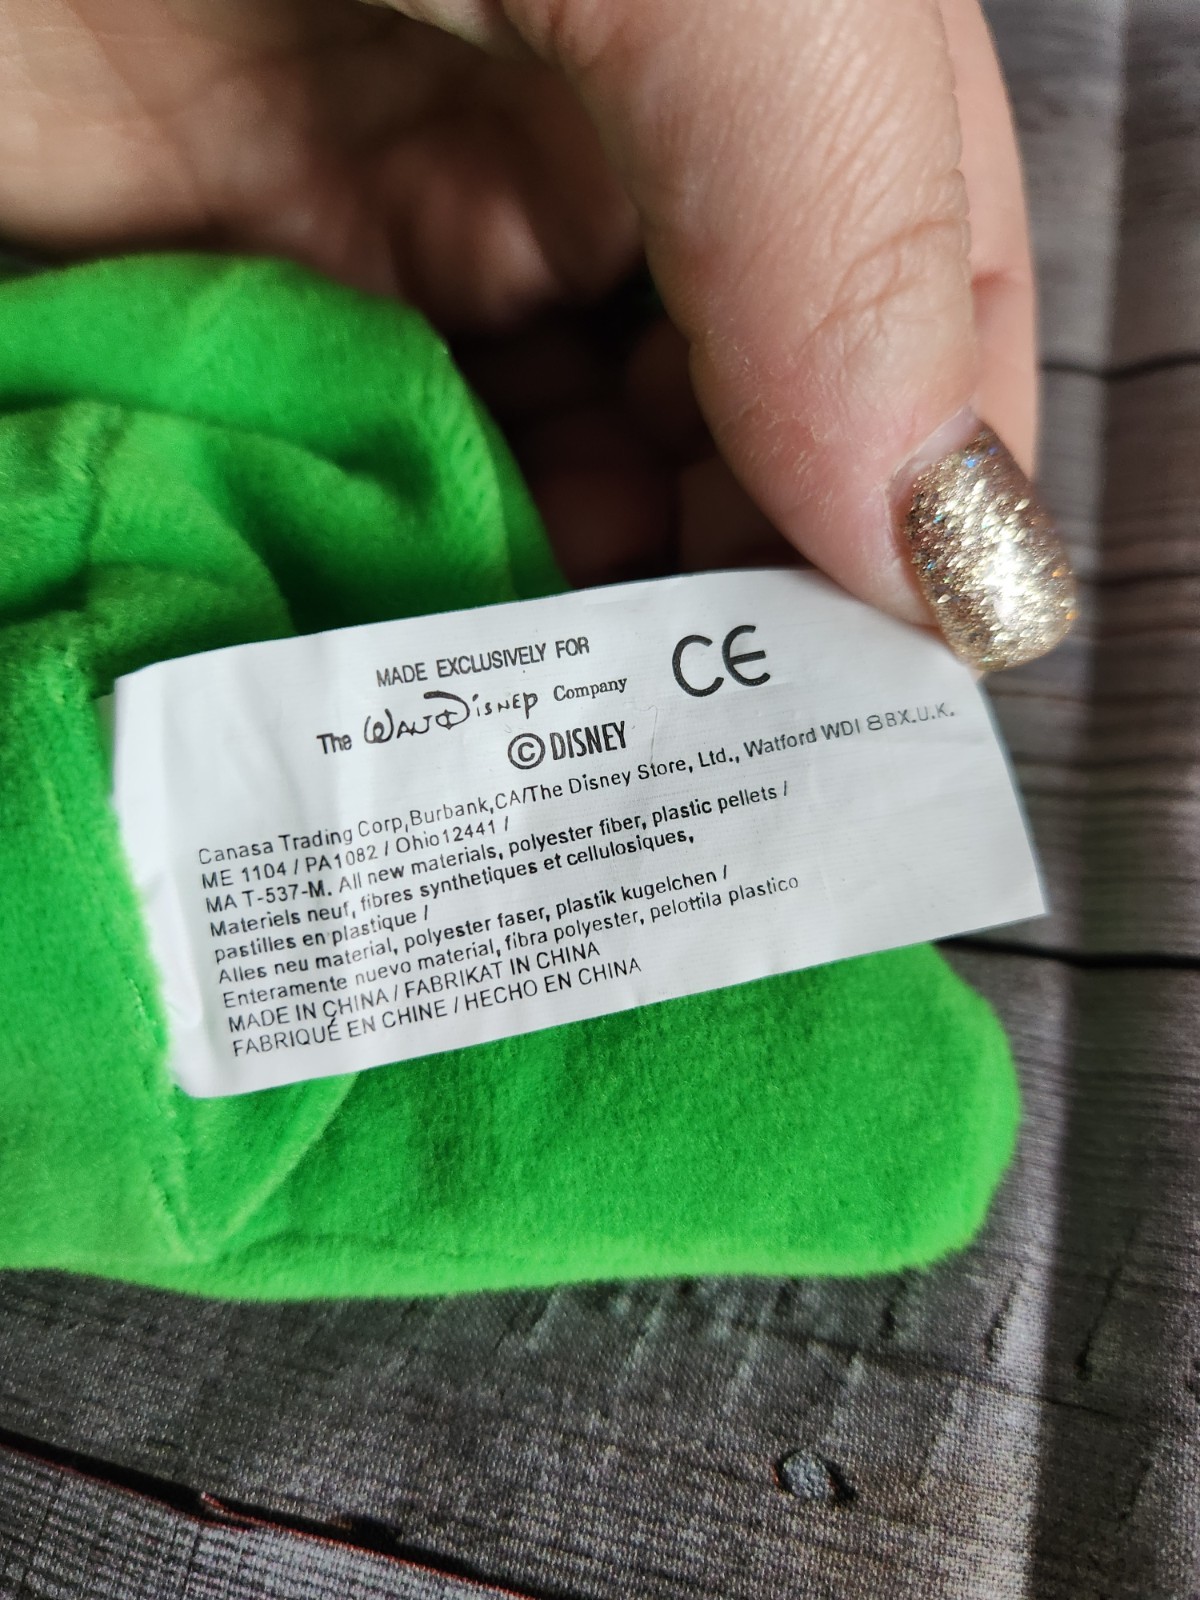 MADE EXCLUSIVELY FOR
The WALT DISNEP Company
CE
© DISNEY
Canasa Trading Corp,Burbank,CA/The Disney Store, Ltd., Watford WDI 8BX.U.K.
ME 1104 / PA1082 / Ohio12441 /
MA T-537-M. All new materials, polyester fiber, plastic pellets /
Materiels neuf, fibres synthetiques et cellulosiques,
pastilles en plastique /
Alles neu material, polyester faser, plastik kugelchen /
Enteramente nuevo material, fibra polyester, pelottila plastico
MADE IN CHINA / FABRIKAT IN CHINA
FABRIQUÉ EN CHINE / HECHO EN CHINA